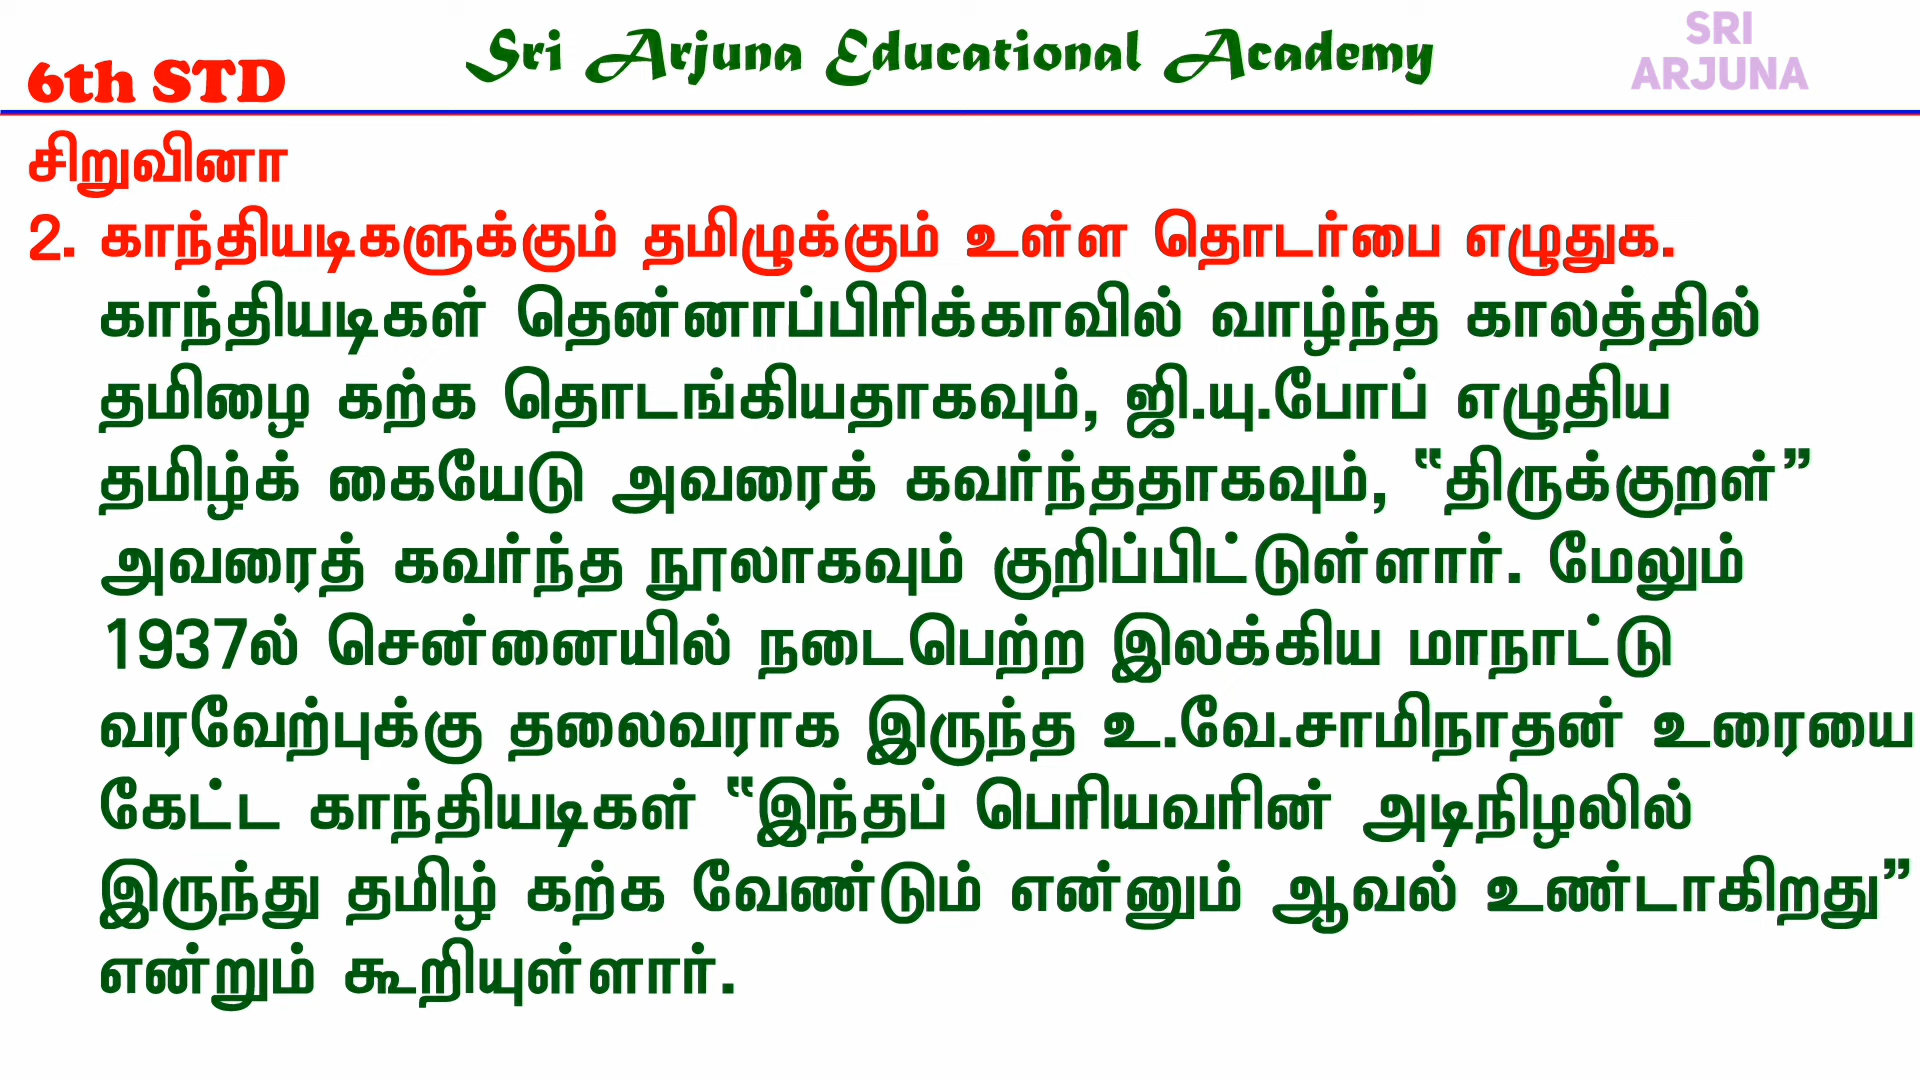 Sri Arjuna Educational Academy
SRI
ARJUNA
6th STD
சிறுவினா
2. காந்தியடிகளுக்கும் தமிழுக்கும் உள்ள தொடர்பை எழுதுக.
காந்தியடிகள் தென்னாப்பிரிக்காவில் வாழ்ந்த காலத்தில்
தமிழை கற்க தொடங்கியதாகவும், ஜி.யு.போப் எழுதிய
தமிழ்க் கையேடு அவரைக் கவர்ந்ததாகவும், “திருக்குறள்”
அவரைத் கவர்ந்த நூலாகவும் குறிப்பிட்டுள்ளார். மேலும்
1937ல் சென்னையில் நடைபெற்ற இலக்கிய மாநாட்டு
வரவேற்புக்கு தலைவராக இருந்த உ.வே.சாமிநாதன் உரையை
கேட்ட காந்தியடிகள் “இந்தப் பெரியவரின் அடிநிழலில்
இருந்து தமிழ் கற்க வேண்டும் என்னும் ஆவல் உண்டாகிறது”
என்றும் கூறியுள்ளார்.